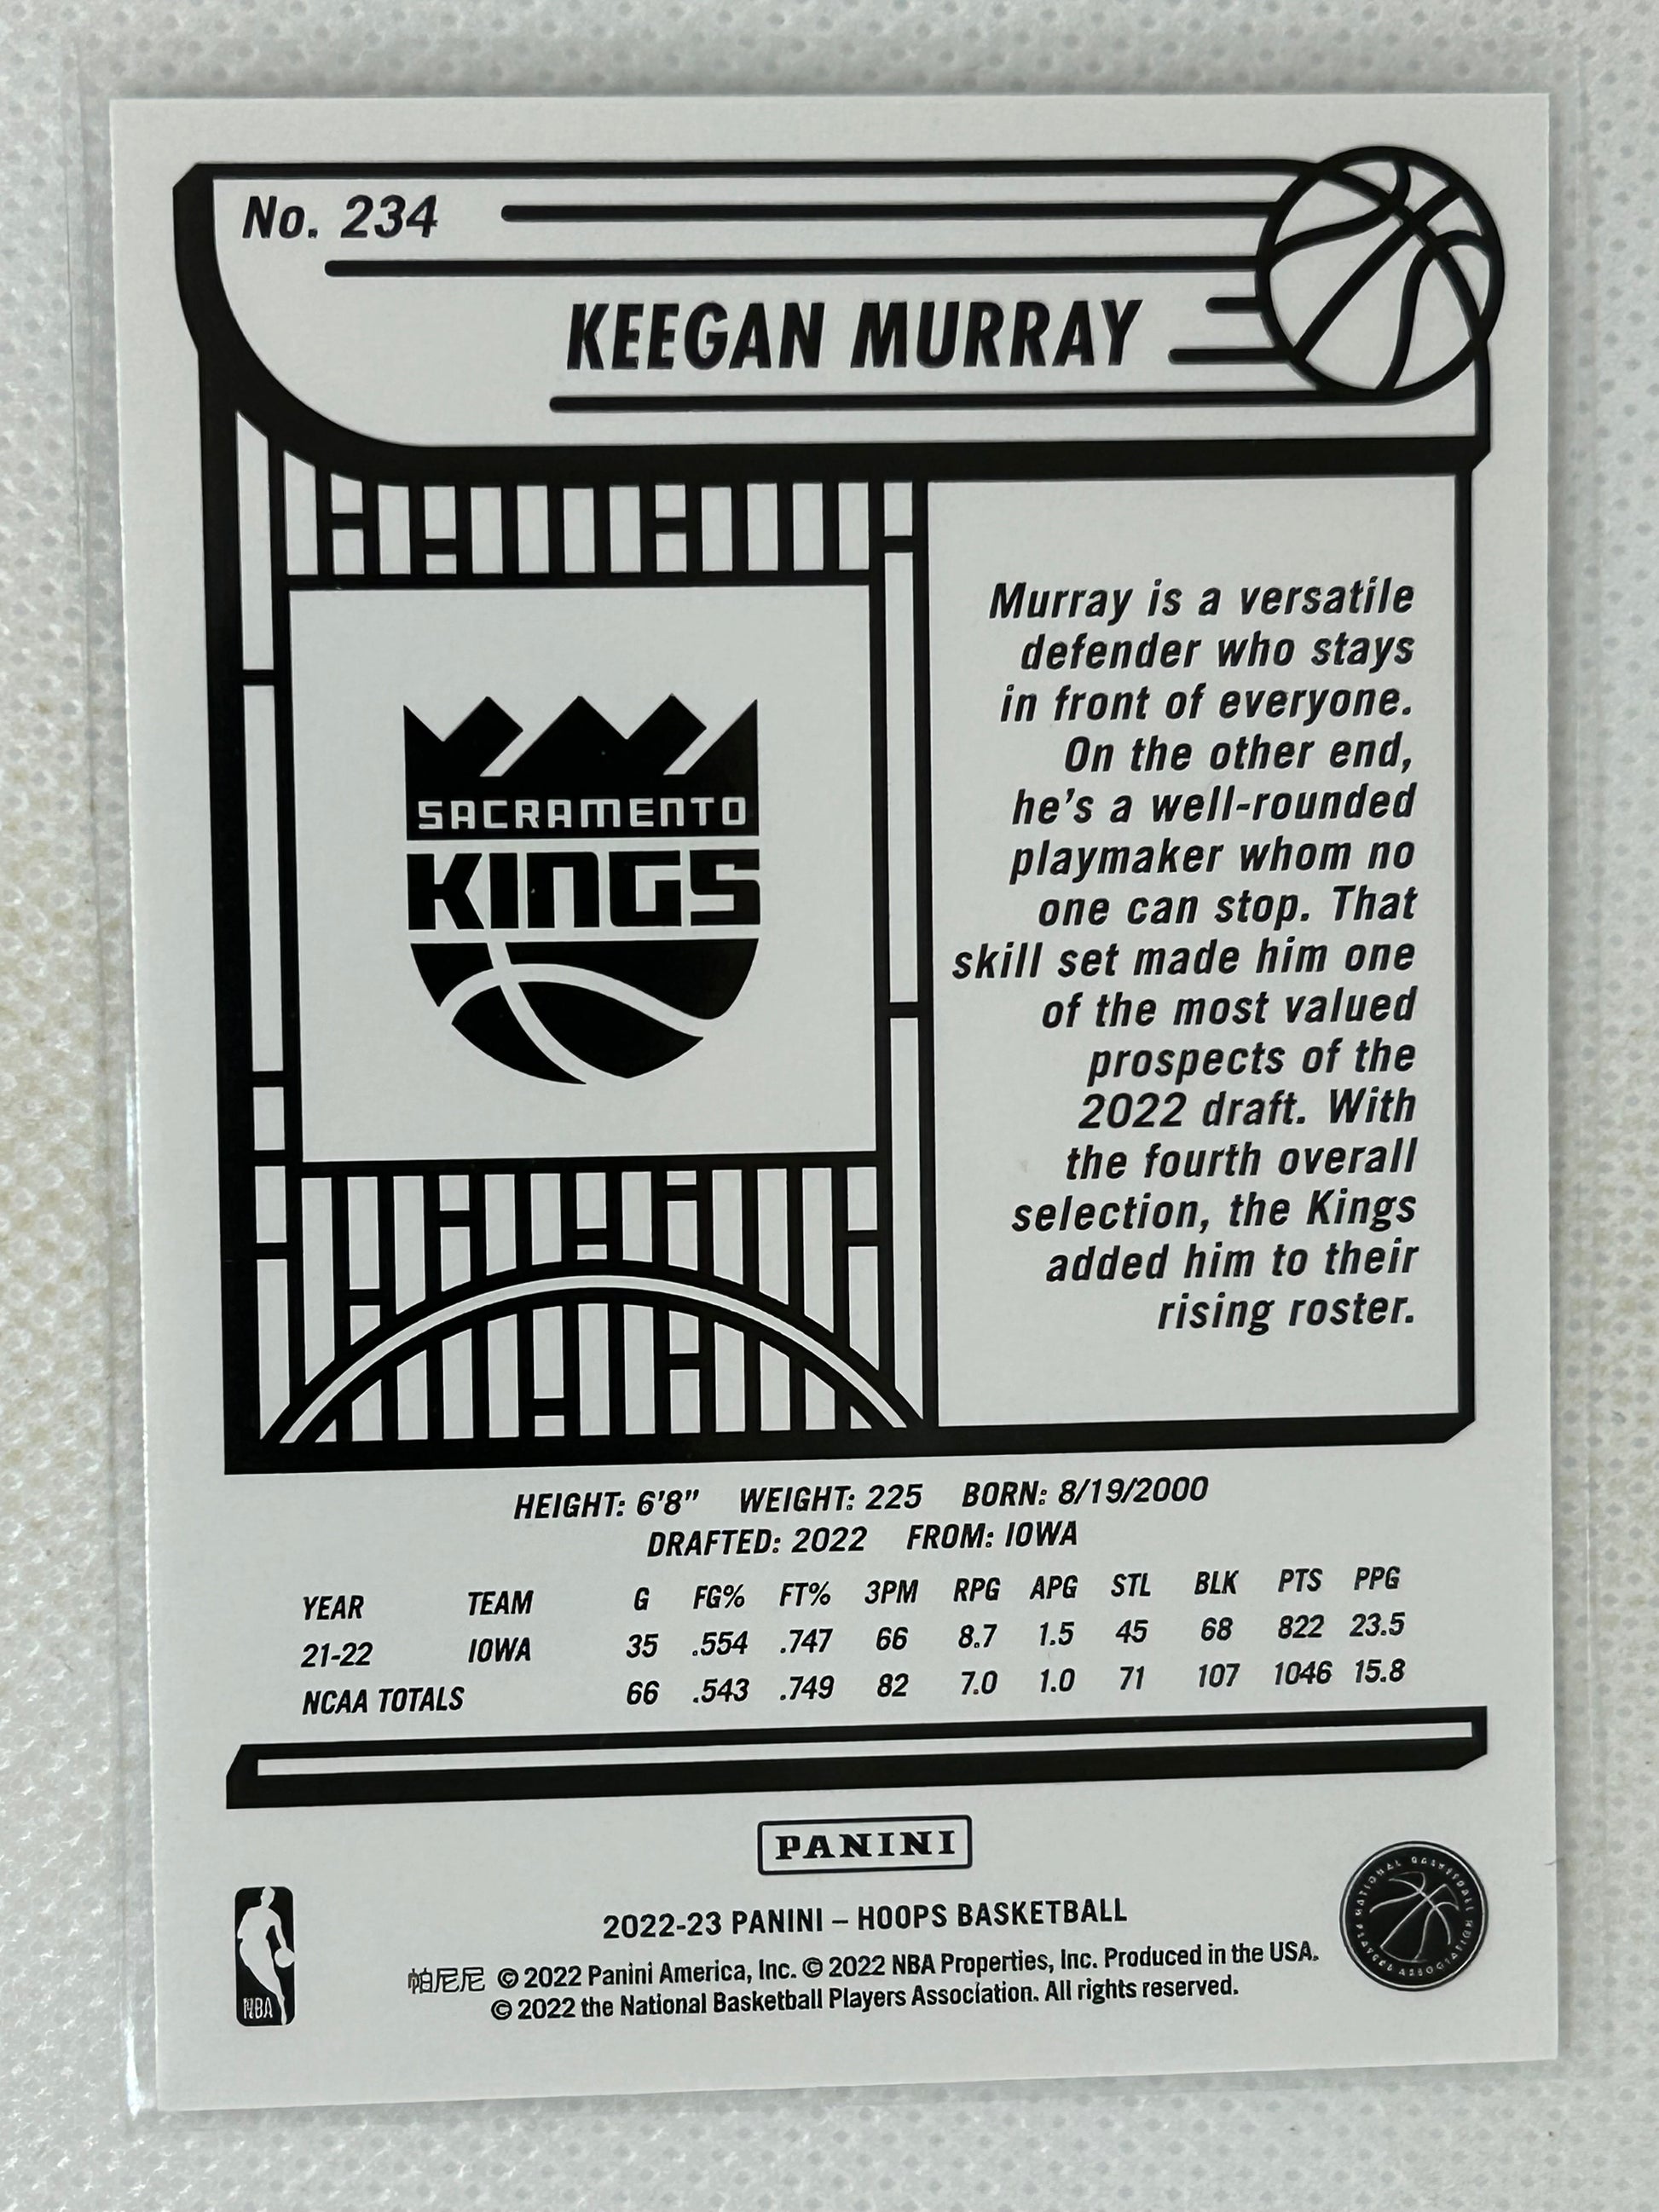 No. 234
KEEGAN MURRAY
SACRAMENTO
KINGS
Murray is a versatile
defender who stays
in front of everyone.
On the other end,
he's a well-rounded
playmaker whom no
one can stop. That
skill set made him one
of the most valued
prospects of the
2022 draft. With
the fourth overall
selection, the Kings
added him to their
rising roster.
HEIGHT: 6'8" WEIGHT: 225 BORN: 8/19/2000
DRAFTED: 2022 FROM: IOWA
YEAR TEAM G FG% FT% 3PM RPG APG STL BLK PTS PPG
21-22 IOWA 35 .554 .747 66 8.7 1.5 45 68 822 23.5
NCAA TOTALS 66 .543 .749 82 7.0 1.0 71 107 1046 15.8
PANINI
2022-23 PANINI – HOOPS BASKETBALL
帕尼尼 © 2022 Panini America, Inc. © 2022 NBA Properties, Inc. Produced in the USA.
© 2022 the National Basketball Players Association. All rights reserved.
NBA
NATIONAL BASKETBALL PLAYERS ASSOCIATION